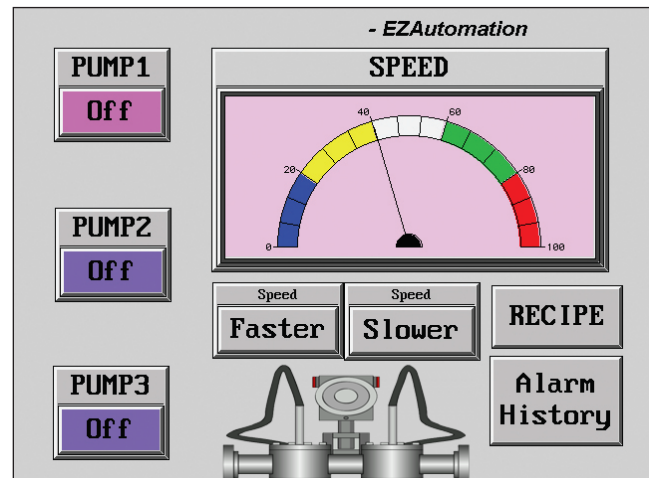 - EZAutomation
PUMP1
Off
SPEED
0
20
40
60
80
100
PUMP2
Off
Speed
Faster
Speed
Slower
RECIPE
PUMP3
Off
Alarm
History